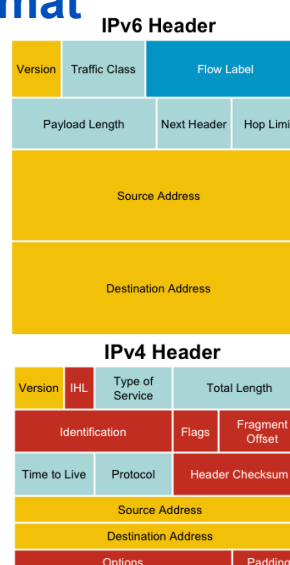 mat
IPv6 Header
Version Traffic Class Flow Label
Payload Length Next Header Hop Limi
Source Address
Destination Address
IPv4 Header
Version IHL Type of Service Total Length
Identification Flags Fragment Offset
Time to Live Protocol Header Checksum
Source Address
Destination Address
Options Padding